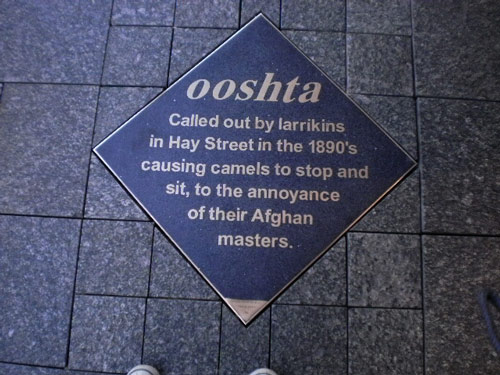 ooshta
Called out by larrikins
in Hay Street in the 1890's
causing camels to stop and
sit, to the annoyance
of their Afghan
masters.